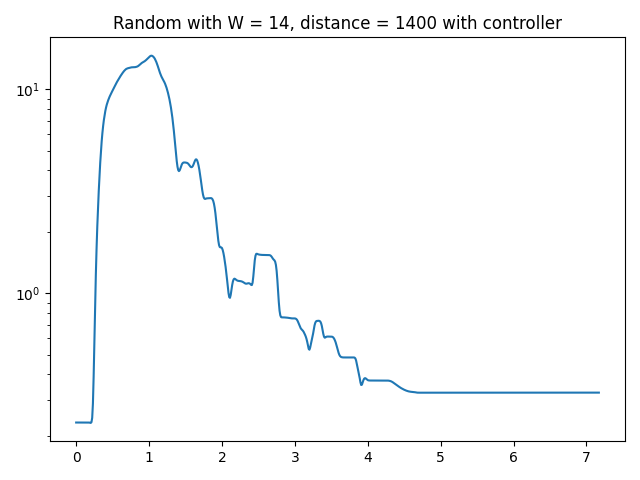 Random with W = 14, distance = 1400 with controller
10¹
10⁰
0 1 2 3 4 5 6 7